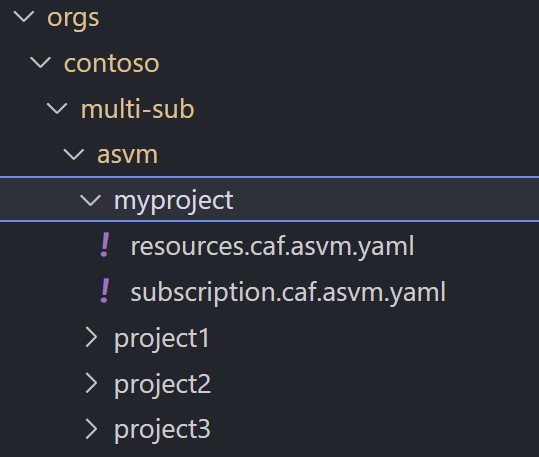 orgs
contoso
multi-sub
asvm
myproject
! resources.caf.asvm.yaml
! subscription.caf.asvm.yaml
project1
project2
project3